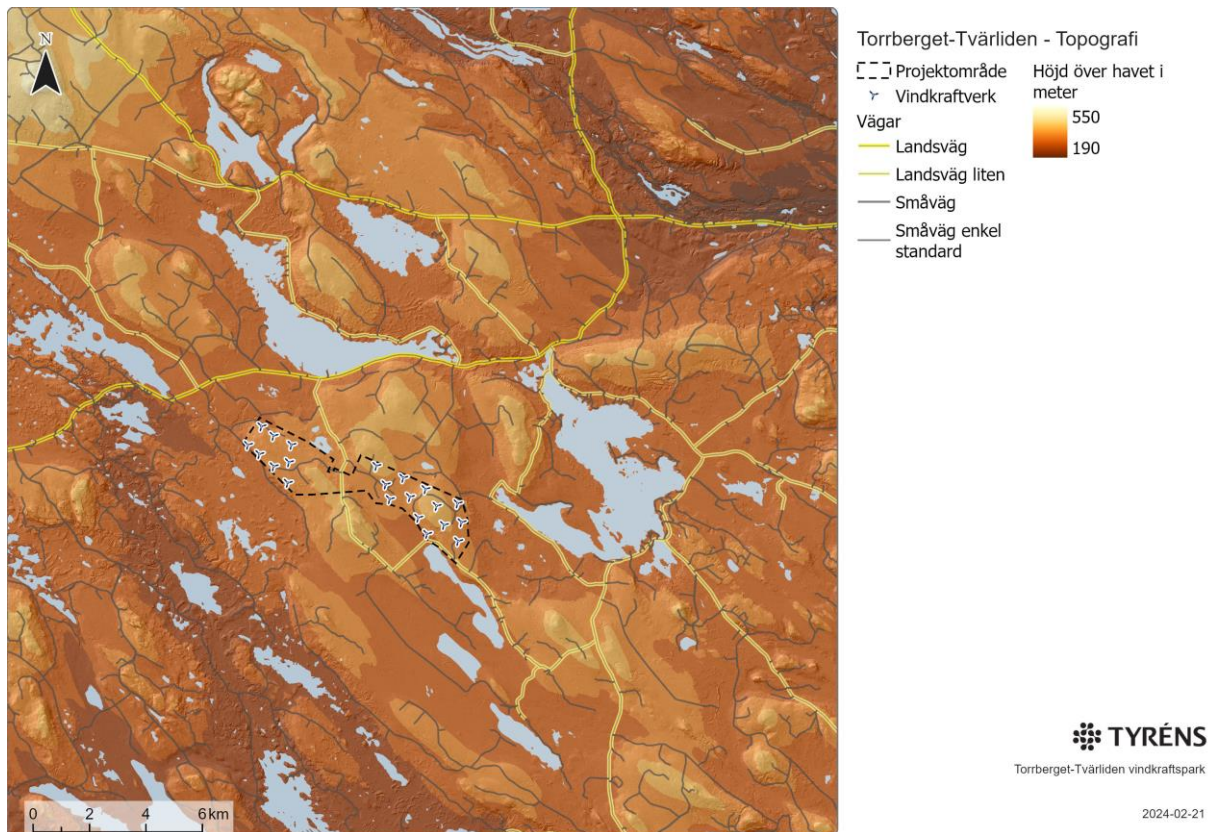 N
Torrberget-Tvärliden - Topografi
Projektområde
Vindkraftverk
Vägar
Landsväg
Landsväg liten
Småväg
Småväg enkel
standard
Höjd över havet i
meter
550
190
0 2 4 6 km
TYRÉNS
Torrberget-Tvärliden vindkraftspark
2024-02-21